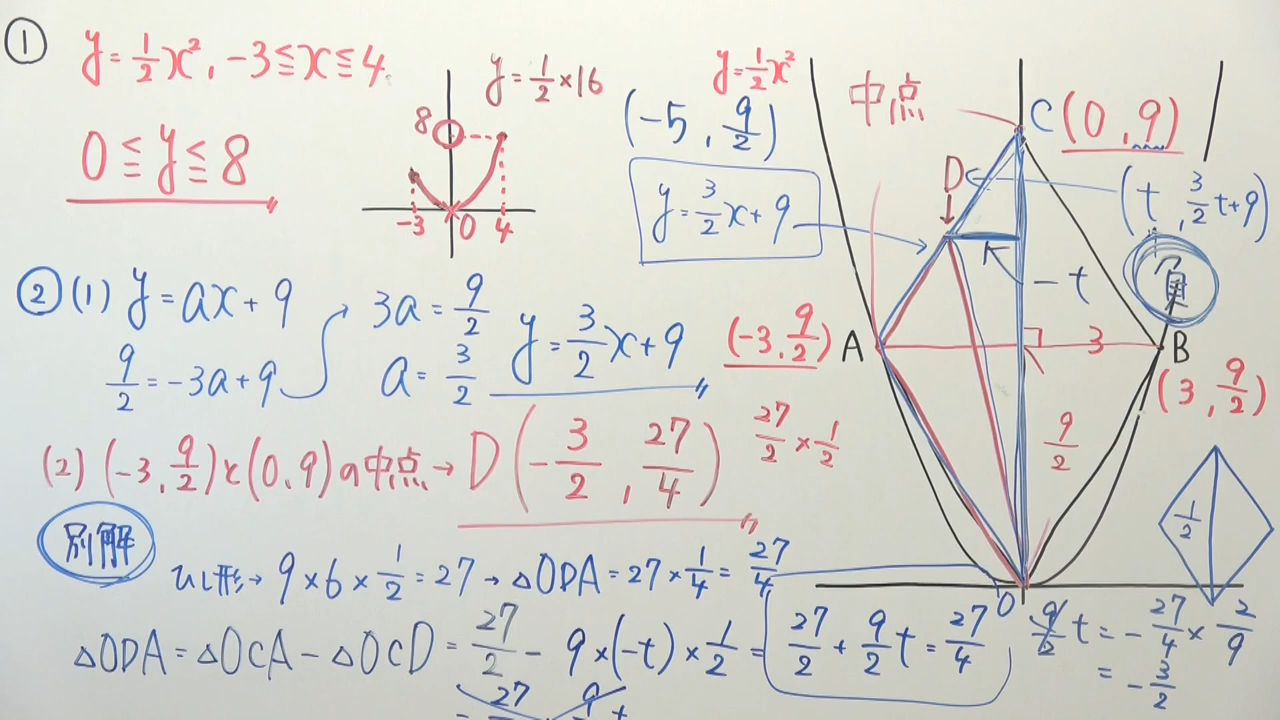 ① y=1/2x², -3≦x≦4
0≦y≦8
y=1/2×16
8
-3 0 4
y=1/2x²
(-5, 9/2)
y=3/2x+9
中点
C(0,9)
D
(t, 3/2t+9)
負
-t
(-3, 9/2) A
3
B
(3, 9/2)
9/2
O
1/2
②(1) y=ax+9
9/2=-3a+9
3a=9/2
a=3/2
y=3/2x+9
27/2×1/2
(2) (-3, 9/2)と(0,9)の中点→D(-3/2, 27/4)
別解
ひし形→9×6×1/2=27→△ODA=27×1/4=27/4
△ODA=△OCA-△OCD=27/2-9×(-t)×1/2=27/2+9/2t=27/4
9/2t=-27/4×2/9
=-3/2